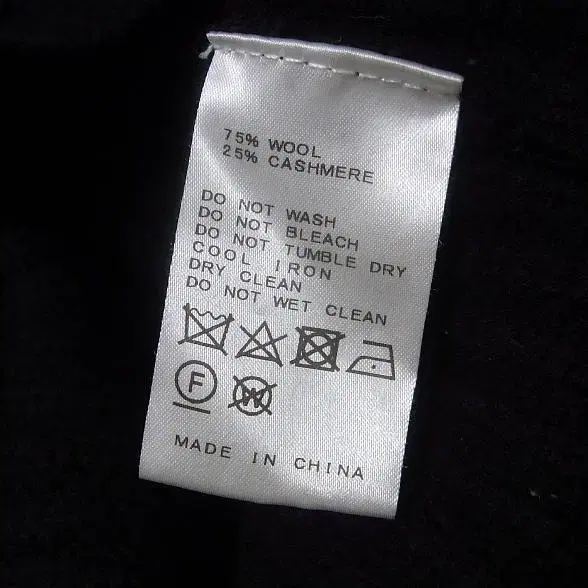 75% WOOL
25% CASHMERE
DO NOT WASH
DO NOT BLEACH
DO NOT TUMBLE DRY
COOL IRON
DRY CLEAN
DO NOT WET CLEAN
F W
MADE IN CHINA